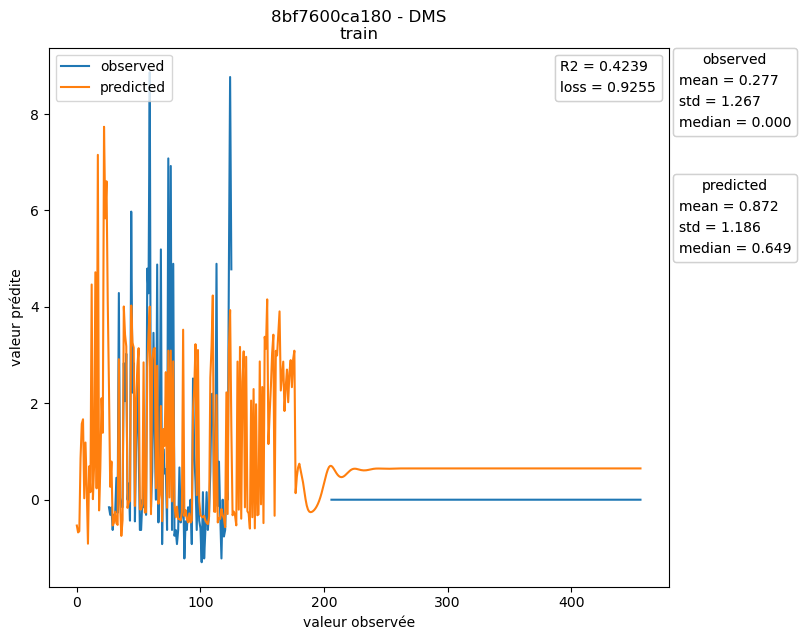 8bf7600ca180 - DMS
train
observed
predicted
R2 = 0.4239
loss = 0.9255
observed
mean = 0.277
std = 1.267
median = 0.000
predicted
mean = 0.872
std = 1.186
median = 0.649
valeur prédite
8
6
4
2
0
0 100 200 300 400
valeur observée